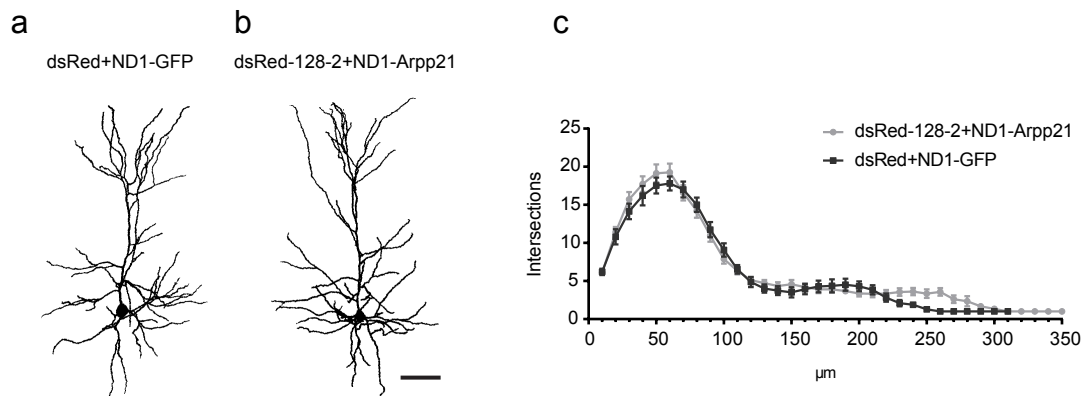 a
dsRed+ND1-GFP
b
dsRed-128-2+ND1-Arpp21
c
dsRed-128-2+ND1-Arpp21
dsRed+ND1-GFP
25
20
15
10
5
0
Intersections
0 50 100 150 200 250 300 350
µm